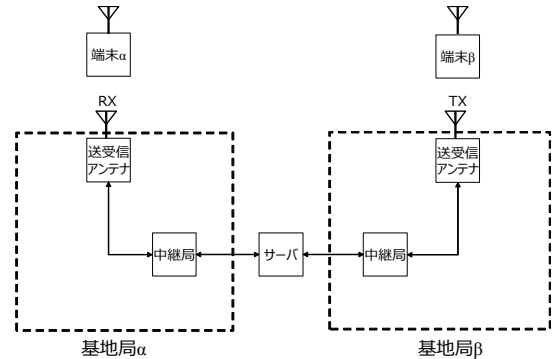 端末α
端末β
RX
TX
送受信
アンテナ
送受信
アンテナ
中継局
サーバ
中継局
基地局α
基地局β